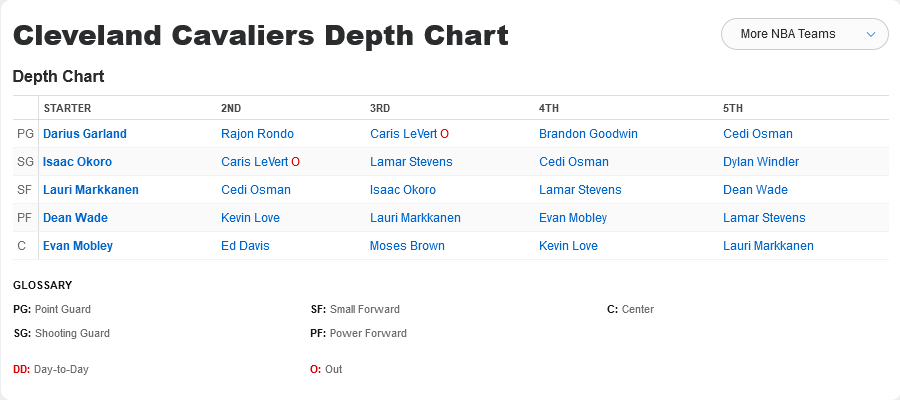 Cleveland Cavaliers Depth Chart
More NBA Teams
Depth Chart
STARTER 2ND 3RD 4TH 5TH
PG Darius Garland Rajon Rondo Caris LeVert O Brandon Goodwin Cedi Osman
SG Isaac Okoro Caris LeVert O Lamar Stevens Cedi Osman Dylan Windler
SF Lauri Markkanen Cedi Osman Isaac Okoro Lamar Stevens Dean Wade
PF Dean Wade Kevin Love Lauri Markkanen Evan Mobley Lamar Stevens
C Evan Mobley Ed Davis Moses Brown Kevin Love Lauri Markkanen
GLOSSARY
PG: Point Guard SF: Small Forward C: Center
SG: Shooting Guard PF: Power Forward
DD: Day-to-Day O: Out